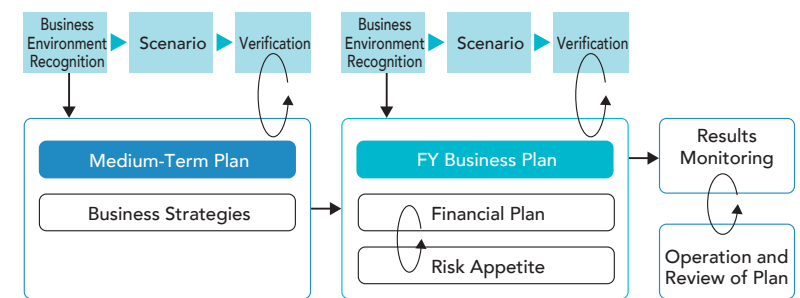 Business
Environment
Recognition
Scenario
Verification
Business
Environment
Recognition
Scenario
Verification
Medium-Term Plan
Business Strategies
FY Business Plan
Financial Plan
Risk Appetite
Results
Monitoring
Operation and
Review of Plan